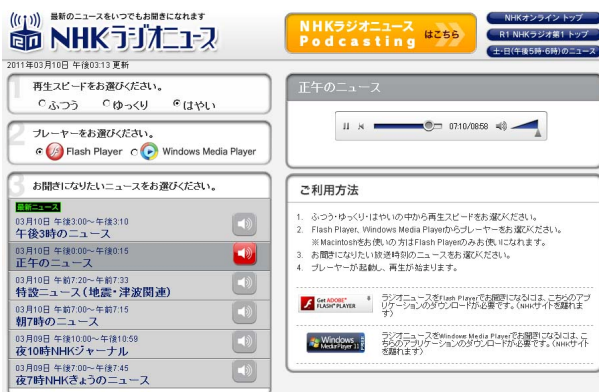 最新のニュースをいつでもお聞きになれます
NHKラジオニュース
NHKラジオニュース
Podcasting
はこちら
NHKオンライン トップ
R1 NHKラジオ第1 トップ
土・日(午後5時・6時)のニュース
2011年03月10日 午後03:13 更新
1
再生スピードをお選びください。
ふつう ゆっくり はやい
2
プレーヤーをお選びください。
Flash Player Windows Media Player
3
お聞きになりたいニュースをお選びください。
最新ニュース
03月10日 午後3:00〜午後3:10
午後3時のニュース
03月10日 午後0:00〜午後0:15
正午のニュース
03月10日 午前7:20〜午前7:33
特設ニュース(地震・津波関連)
03月10日 午前7:00〜午前7:15
朝7時のニュース
03月09日 午後10:00〜午後10:59
夜10時NHKジャーナル
03月09日 午後7:00〜午後7:45
夜7時NHKきょうのニュース
正午のニュース
07:10/08:58
ご利用方法
1. ふつう・ゆっくり・はやいの中から再生スピードをお選びください。
2. Flash Player, Windows Media Playerからプレーヤーをお選びください。
※Macintoshをお使いの方はFlash Playerのみお使いになれます。
3. お聞きになりたい放送時刻のニュースをお選びください。
4. プレーヤーが起動し、再生が始まります。
Get ADOBE®
FLASH® PLAYER
ラジオニュースをFlash Playerでお聞きになるには、こちらのアプ
リケーションのダウンロードが必要です。(NHKサイトを離れま
す)
Windows
Media Player 11
ラジオニュースをWindows Media Playerでお聞きになるには、こ
ちらのアプリケーションのダウンロードが必要です。(NHKサイト
を離れます)